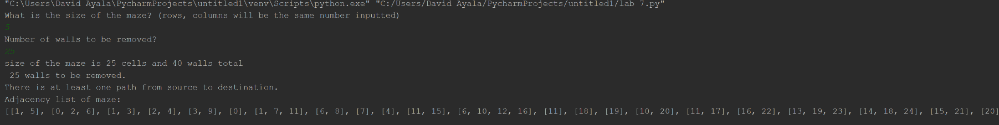 "C:\Users\David Ayala\PycharmProjects\untitled1\venv\Scripts\python.exe" "C:/Users/David Ayala/PycharmProjects/untitled1/lab 7.py"
What is the size of the maze? (rows, columns will be the same number inputted)
5
Number of walls to be removed?
25
size of the maze is 25 cells and 40 walls total
 25 walls to be removed.
There is at least one path from source to destination.
Adjacency list of maze:
[[1, 5], [0, 2, 6], [1, 3], [2, 4], [3, 9], [0], [1, 7, 11], [6, 8], [7], [4], [11, 15], [6, 10, 12, 16], [11], [18], [19], [10, 20], [11, 17], [16, 22], [13, 19, 23], [14, 18, 24], [15, 21], [20]